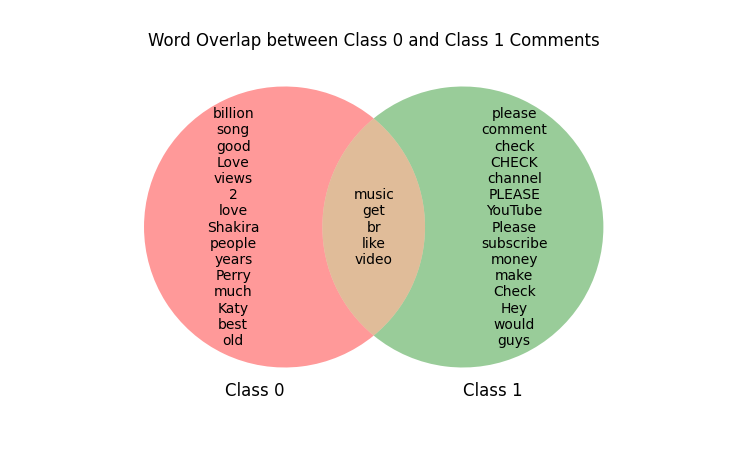 Word Overlap between Class 0 and Class 1 Comments
billion
song
good
Love
views
2
love
Shakira
people
years
Perry
much
Katy
best
old
music
get
br
like
video
please
comment
check
CHECK
channel
PLEASE
YouTube
Please
subscribe
money
make
Check
Hey
would
guys
Class 0
Class 1